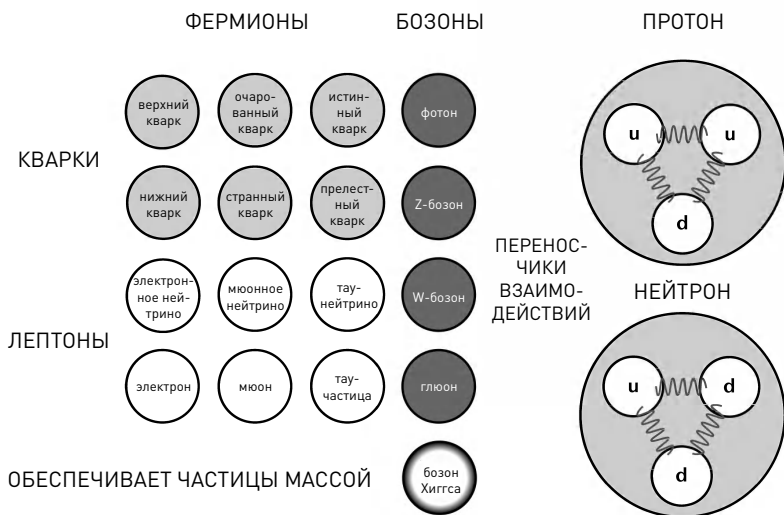 ФЕРМИОНЫ
БОЗОНЫ
ПРОТОН
КВАРКИ
верхний
кварк
очаро-
ванный
кварк
истин-
ный
кварк
фотон
нижний
кварк
странный
кварк
прелест-
ный
кварк
Z-бозон
ЛЕПТОНЫ
электрон-
ное ней-
трино
мюонное
нейтрино
тау-
нейтрино
W-бозон
электрон
мюон
тау-
частица
глюон
ОБЕСПЕЧИВАЕТ ЧАСТИЦЫ МАССОЙ
бозон
Хиггса
ПЕРЕНОС-
ЧИКИ
ВЗАИМО-
ДЕЙСТВИЙ
u
u
d
НЕЙТРОН
u
d
d